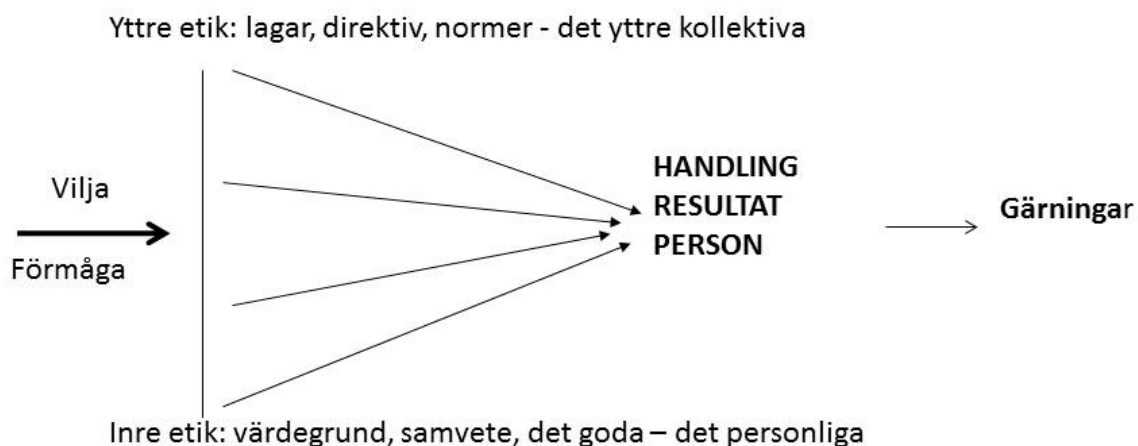 Yttre etik: lagar, direktiv, normer - det yttre kollektiva
Vilja
Förmåga
HANDLING
RESULTAT
PERSON
Gärningar
Inre etik: värdegrund, samvete, det goda – det personliga